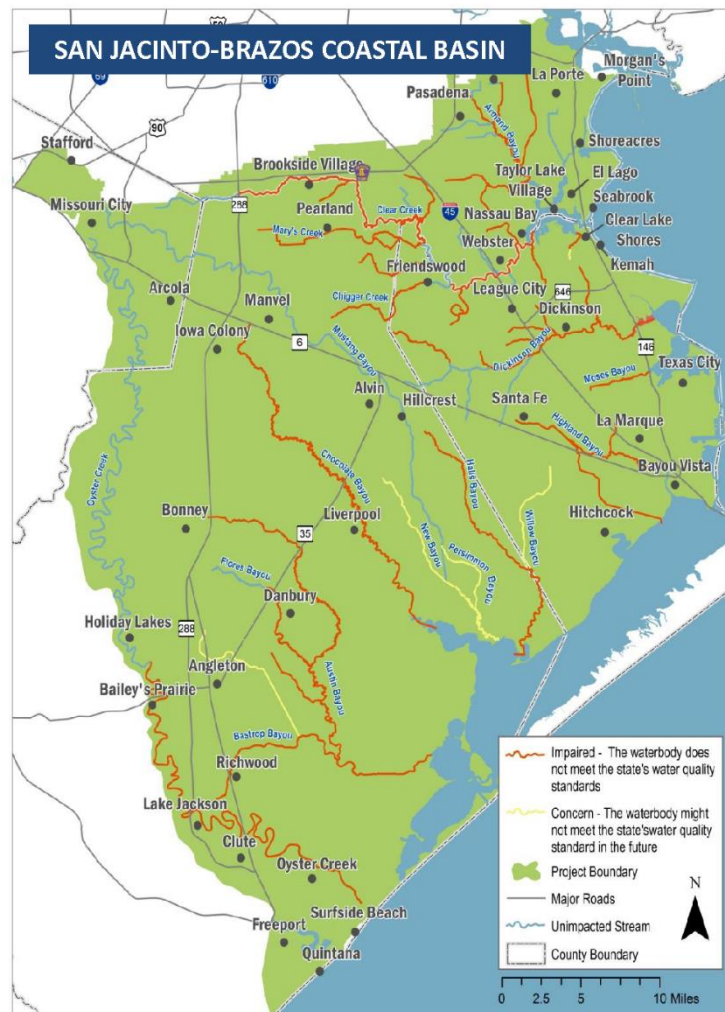 SAN JACINTO-BRAZOS COASTAL BASIN
69
610
90
Stafford
Missouri City
Pasadena
La Porte
Morgan's
Point
Armand Bayou
Shoreacres
Taylor Lake
Village
El Lago
Seabrook
Brookside Village
288
Pearland
Clear Creek
45
Nassau Bay
Clear Lake
Shores
Webster
Kemah
Mary's Creek
Friendswood
Arcola
Manvel
Chigger Creek
League City
646
Dickinson
Iowa Colony
6
Mustang Bayou
Dickinson Bayou
146
Moses Bayou
Texas City
Alvin
Hillcrest
Santa Fe
La Marque
Highland Bayou
Bayou Vista
Oyster Creek
Chocolate Bayou
Halls Bayou
Bonney
Liverpool
Hitchcock
35
New Bayou
Persimmon
Bayou
Willow Bayou
Flores Bayou
Danbury
Holiday Lakes
288
Angleton
Bailey's Prairie
Austin Bayou
Bastrop Bayou
Richwood
Lake Jackson
Clute
Oyster Creek
Surfside Beach
Freeport
Quintana
Impaired - The waterbody does
not meet the state's water quality
standards
Concern - The waterbody might
not meet the state'swater quality
standard in the future
Project Boundary
Major Roads
Unimpacted Stream
County Boundary
N
0 2.5 5 10 Miles